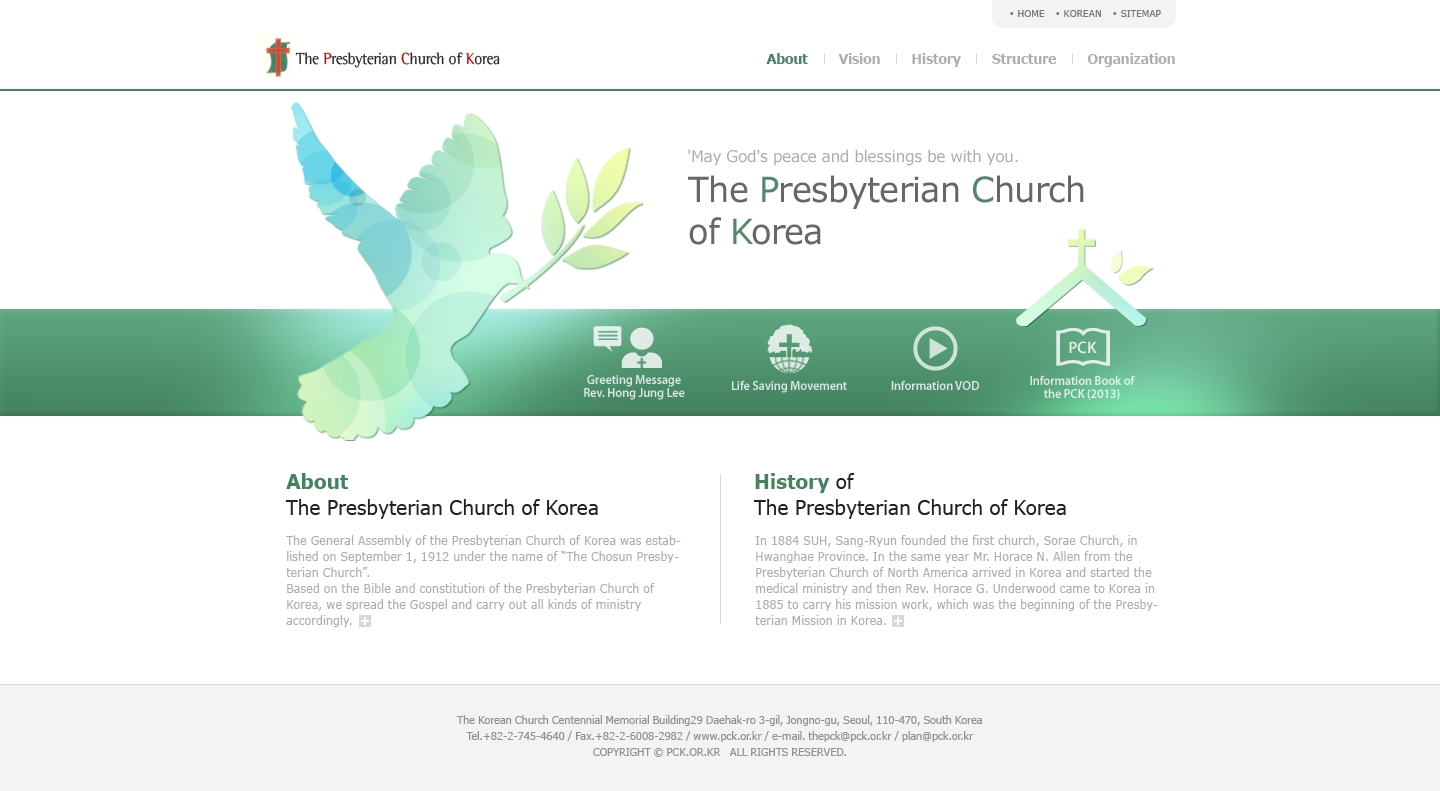 • HOME • KOREAN • SITEMAP
The Presbyterian Church of Korea
About Vision History Structure Organization
'May God's peace and blessings be with you.
The Presbyterian Church
of Korea
Greeting Message
Rev. Hong Jung Lee
Life Saving Movement
Information VOD
PCK
Information Book of
the PCK (2013)
About
The Presbyterian Church of Korea
The General Assembly of the Presbyterian Church of Korea was estab-
lished on September 1, 1912 under the name of “The Chosun Presby-
terian Church”.
Based on the Bible and constitution of the Presbyterian Church of
Korea, we spread the Gospel and carry out all kinds of ministry
accordingly.
History of
The Presbyterian Church of Korea
In 1884 SUH, Sang-Ryun founded the first church, Sorae Church, in
Hwanghae Province. In the same year Mr. Horace N. Allen from the
Presbyterian Church of North America arrived in Korea and started the
medical ministry and then Rev. Horace G. Underwood came to Korea in
1885 to carry his mission work, which was the beginning of the Presby-
terian Mission in Korea.
The Korean Church Centennial Memorial Building29 Daehak-ro 3-gil, Jongno-gu, Seoul, 110-470, South Korea
Tel.+82-2-745-4640 / Fax.+82-2-6008-2982 / www.pck.or.kr / e-mail. thepck@pck.or.kr / plan@pck.or.kr
COPYRIGHT © PCK.OR.KR ALL RIGHTS RESERVED.